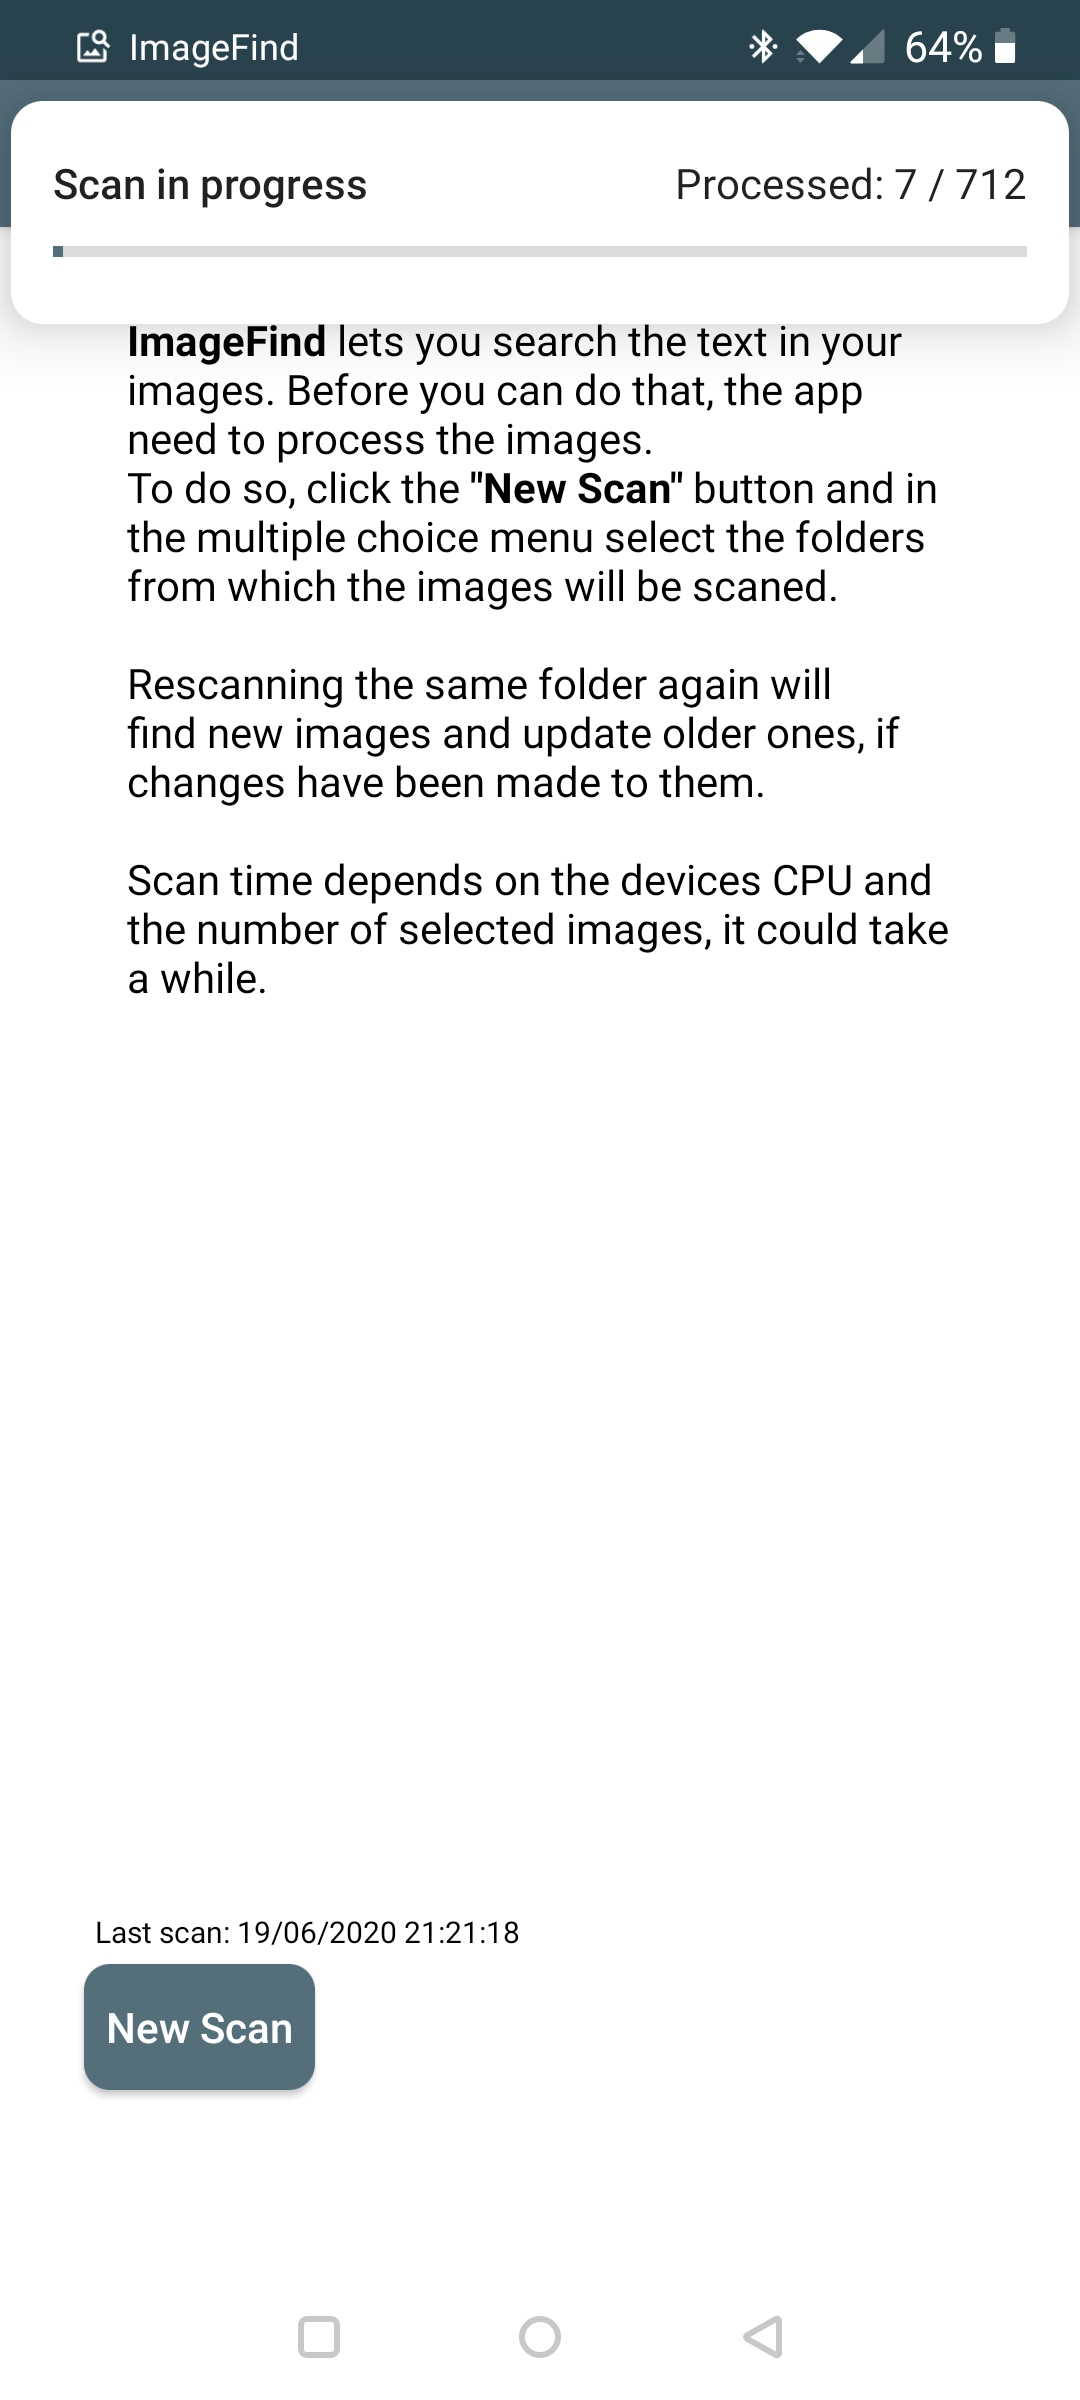 ImageFind
64%
Scan in progress
Processed: 7 / 712
ImageFind lets you search the text in your
images. Before you can do that, the app
need to process the images.
To do so, click the "New Scan" button and in
the multiple choice menu select the folders
from which the images will be scaned.
Rescanning the same folder again will
find new images and update older ones, if
changes have been made to them.
Scan time depends on the devices CPU and
the number of selected images, it could take
a while.
Last scan: 19/06/2020 21:21:18
New Scan